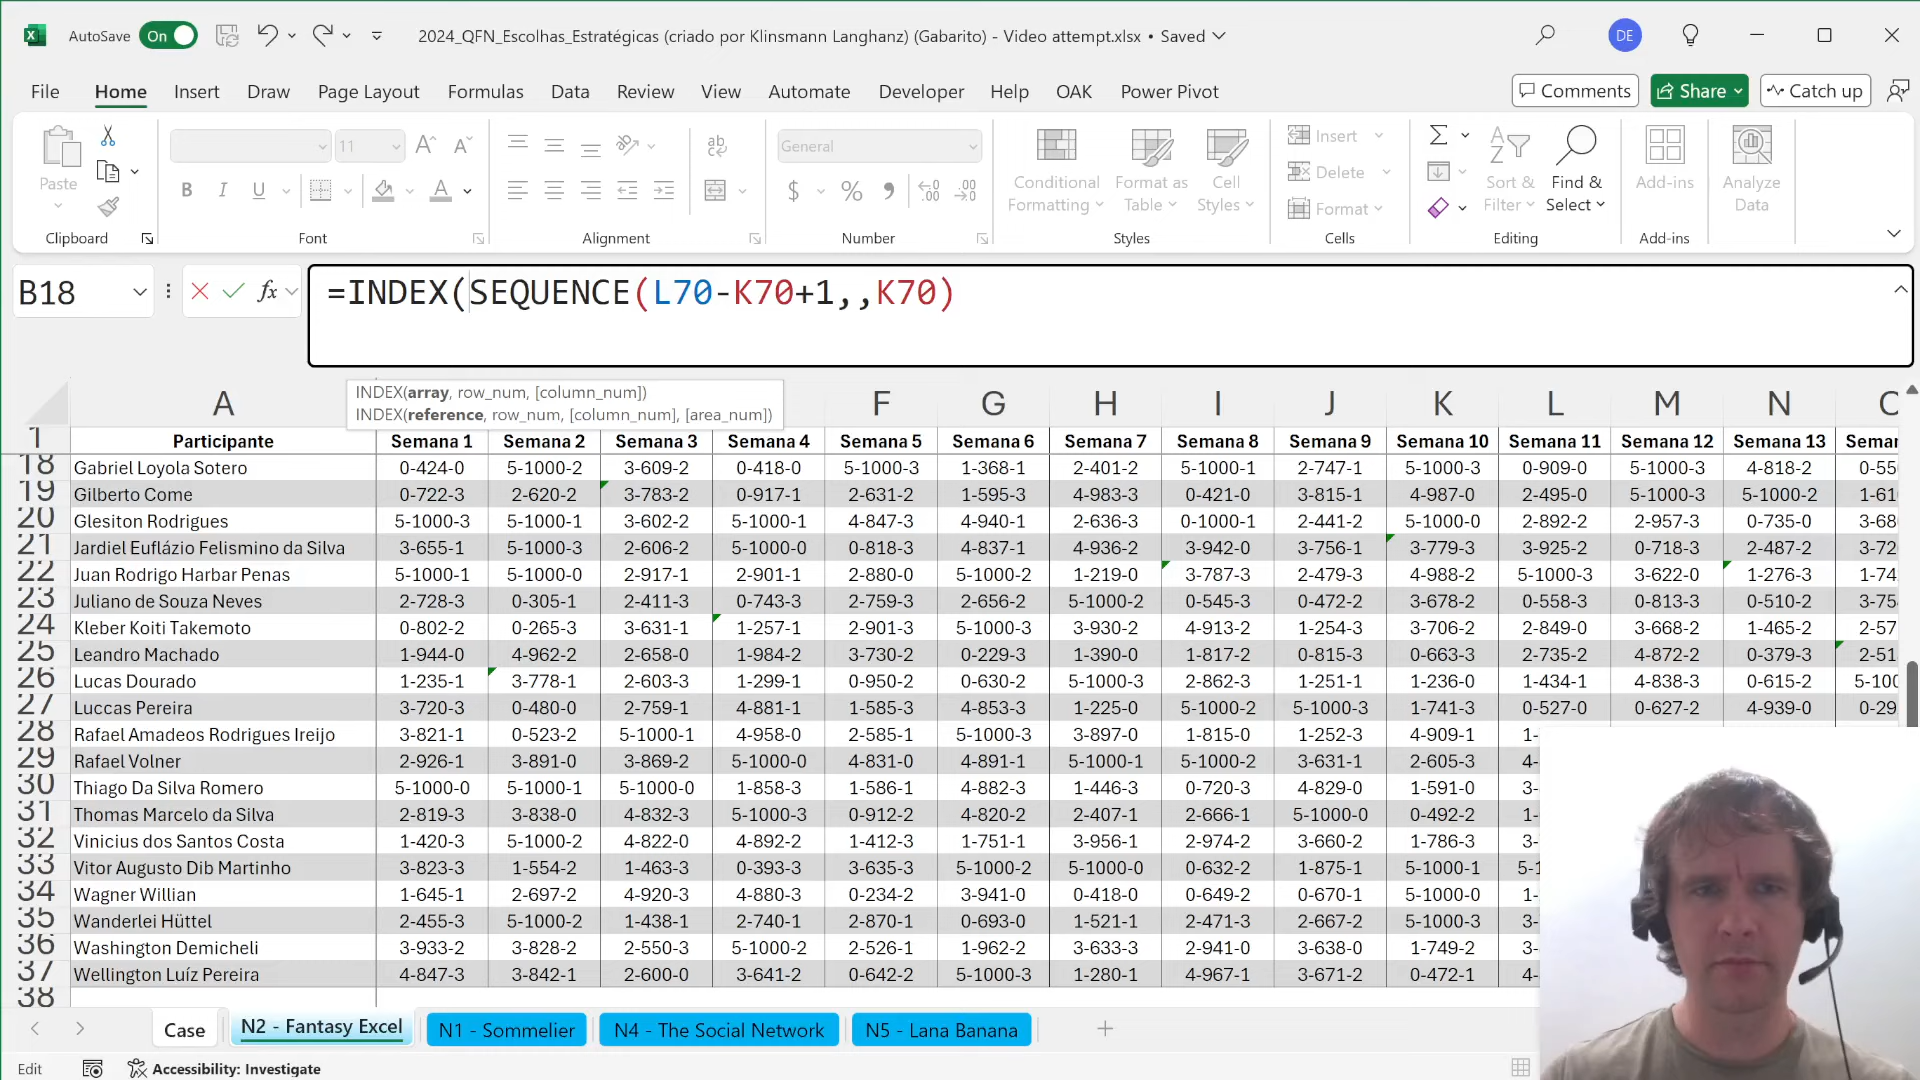 AutoSave On 2024_QFN_Escolhas_Estratégicas (criado por Klinsmann Langhanz) (Gabarito) - Video attempt.xlsx • Saved DE
File Home Insert Draw Page Layout Formulas Data Review View Automate Developer Help OAK Power Pivot Comments Share Catch up
11 General
Paste B I U Conditional Formatting Format as Table Cell Styles Insert Delete Format Sort & Filter Find & Select Add-ins Analyze Data
Clipboard Font Alignment Number Styles Cells Editing Add-ins
B18 fx =INDEX(SEQUENCE(L70-K70+1,,K70)
INDEX(array, row_num, [column_num])
INDEX(reference, row_num, [column_num], [area_num])
A F G H I J K L M N
1 Participante Semana 1 Semana 2 Semana 3 Semana 4 Semana 5 Semana 6 Semana 7 Semana 8 Semana 9 Semana 10 Semana 11 Semana 12 Semana 13
18 Gabriel Loyola Sotero 0-424-0 5-1000-2 3-609-2 0-418-0 5-1000-3 1-368-1 2-401-2 5-1000-1 2-747-1 5-1000-3 0-909-0 5-1000-3 4-818-2 0-55
19 Gilberto Come 0-722-3 2-620-2 3-783-2 0-917-1 2-631-2 1-595-3 4-983-3 0-421-0 3-815-1 4-987-0 2-495-0 5-1000-3 5-1000-2 1-61
20 Glesiton Rodrigues 5-1000-3 5-1000-1 3-602-2 5-1000-1 4-847-3 4-940-1 2-636-3 0-1000-1 2-441-2 5-1000-0 2-892-2 2-957-3 0-735-0 3-68
21 Jardiel Euflázio Felismino da Silva 3-655-1 5-1000-3 2-606-2 5-1000-0 0-818-3 4-837-1 4-936-2 3-942-0 3-756-1 3-779-3 3-925-2 0-718-3 2-487-2 3-72
22 Juan Rodrigo Harbar Penas 5-1000-1 5-1000-0 2-917-1 2-901-1 2-880-0 5-1000-2 1-219-0 3-787-3 2-479-3 4-988-2 5-1000-3 3-622-0 1-276-3 1-74
23 Juliano de Souza Neves 2-728-3 0-305-1 2-411-3 0-743-3 2-759-3 2-656-2 5-1000-2 0-545-3 0-472-2 3-678-2 0-558-3 0-813-3 0-510-2 3-75
24 Kleber Koiti Takemoto 0-802-2 0-265-3 3-631-1 1-257-1 2-901-3 5-1000-3 3-930-2 4-913-2 1-254-3 3-706-2 2-849-0 3-668-2 1-465-2 2-57
25 Leandro Machado 1-944-0 4-962-2 2-658-0 1-984-2 3-730-2 0-229-3 1-390-0 1-817-2 0-815-3 0-663-3 2-735-2 4-872-2 0-379-3 2-51
26 Lucas Dourado 1-235-1 3-778-1 2-603-3 1-299-1 0-950-2 0-630-2 5-1000-3 2-862-3 1-251-1 1-236-0 1-434-1 4-838-3 0-615-2 5-100
27 Luccas Pereira 3-720-3 0-480-0 2-759-1 4-881-1 1-585-3 4-853-3 1-225-0 5-1000-2 5-1000-3 1-741-3 0-527-0 0-627-2 4-939-0 0-29
28 Rafael Amadeos Rodrigues Ireijo 3-821-1 0-523-2 5-1000-1 4-958-0 2-585-1 5-1000-3 3-897-0 1-815-0 1-252-3 4-909-1 1-
29 Rafael Volner 2-926-1 3-891-0 3-869-2 5-1000-0 4-831-0 4-891-1 5-1000-1 5-1000-2 3-631-1 2-605-3 4-
30 Thiago Da Silva Romero 5-1000-0 5-1000-1 5-1000-0 1-858-3 1-586-1 4-882-3 1-446-3 0-720-3 4-829-0 1-591-0 3-
31 Thomas Marcelo da Silva 2-819-3 3-838-0 4-832-3 5-1000-3 0-912-2 4-820-2 2-407-1 2-666-1 5-1000-0 0-492-2 1-
32 Vinicius dos Santos Costa 1-420-3 5-1000-2 4-822-0 4-892-2 1-412-3 1-751-1 3-956-1 2-974-2 3-660-2 1-786-3 3-
33 Vitor Augusto Dib Martinho 3-823-3 1-554-2 1-463-3 0-393-3 3-635-3 5-1000-2 5-1000-0 0-632-2 1-875-1 5-1000-1 5-1
34 Wagner Willian 1-645-1 2-697-2 4-920-3 4-880-3 0-234-2 3-941-0 0-418-0 0-649-2 0-670-1 5-1000-0 1-
35 Wanderlei Hüttel 2-455-3 5-1000-2 1-438-1 2-740-1 2-870-1 0-693-0 1-521-1 2-471-3 2-667-2 5-1000-3 3-
36 Washington Demicheli 3-933-2 3-828-2 2-550-3 5-1000-2 2-526-1 1-962-2 3-633-3 2-941-0 3-638-0 1-749-2 3-
37 Wellington Luíz Pereira 4-847-3 3-842-1 2-600-0 3-641-2 0-642-2 5-1000-3 1-280-1 4-967-1 3-671-2 0-472-1 4-
38
Case N2 - Fantasy Excel N1 - Sommelier N4 - The Social Network N5 - Lana Banana
Edit Accessibility: Investigate